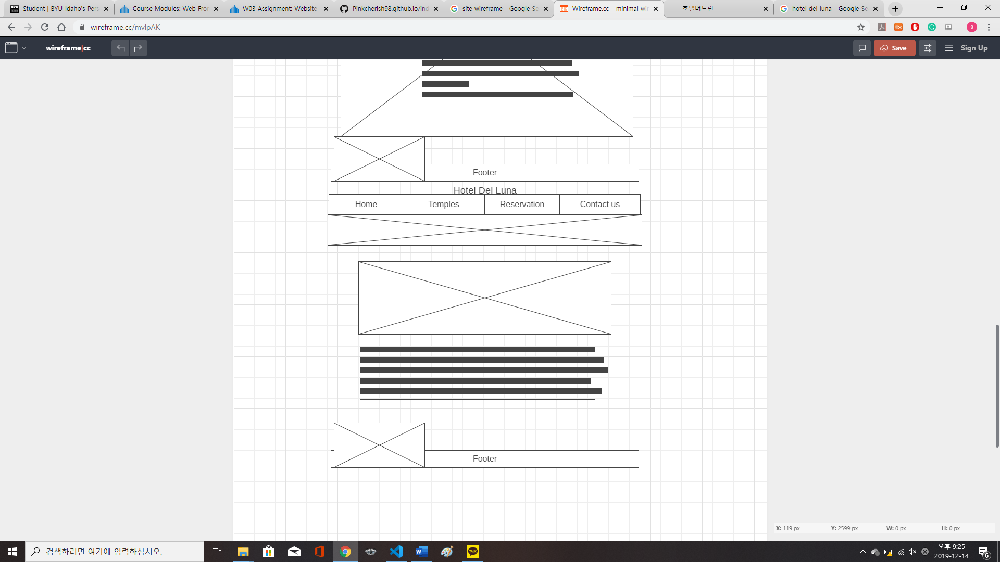 Student | BYU-Idaho's Pers
Course Modules: Web Fron
W03 Assignment: Website
Pinkcherish98.github.io/ind
site wireframe - Google Se
Wireframe.cc - minimal wir
호텔머드린
hotel del luna - Google Se
wireframe.cc/mvlpAK
wireframe|cc
Save
Sign Up
Footer
Hotel Del Luna
Home
Temples
Reservation
Contact us
Footer
X: 119 px
Y: 2599 px
W: 0 px
H: 0 px
검색하려면 여기에 입력하십시오.
TALK
오후 9:25
2019-12-14
6